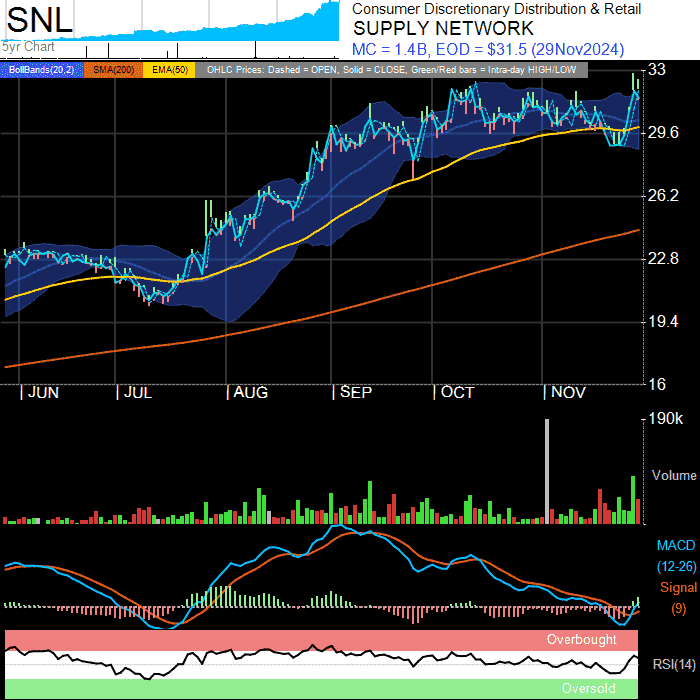 SNL
5yr Chart
Consumer Discretionary Distribution & Retail
SUPPLY NETWORK
MC = 1.4B, EOD = $31.5 (29Nov2024)
BollBands(20,2) SMA(200) EMA(50) OHLC Prices: Dashed = OPEN, Solid = CLOSE, Green/Red bars = Intra-day HIGH/LOW
33
29.6
26.2
22.8
19.4
16
JUN JUL AUG SEP OCT NOV
190k
Volume
MACD
(12-26)
Signal
(9)
Overbought
RSI(14)
Oversold